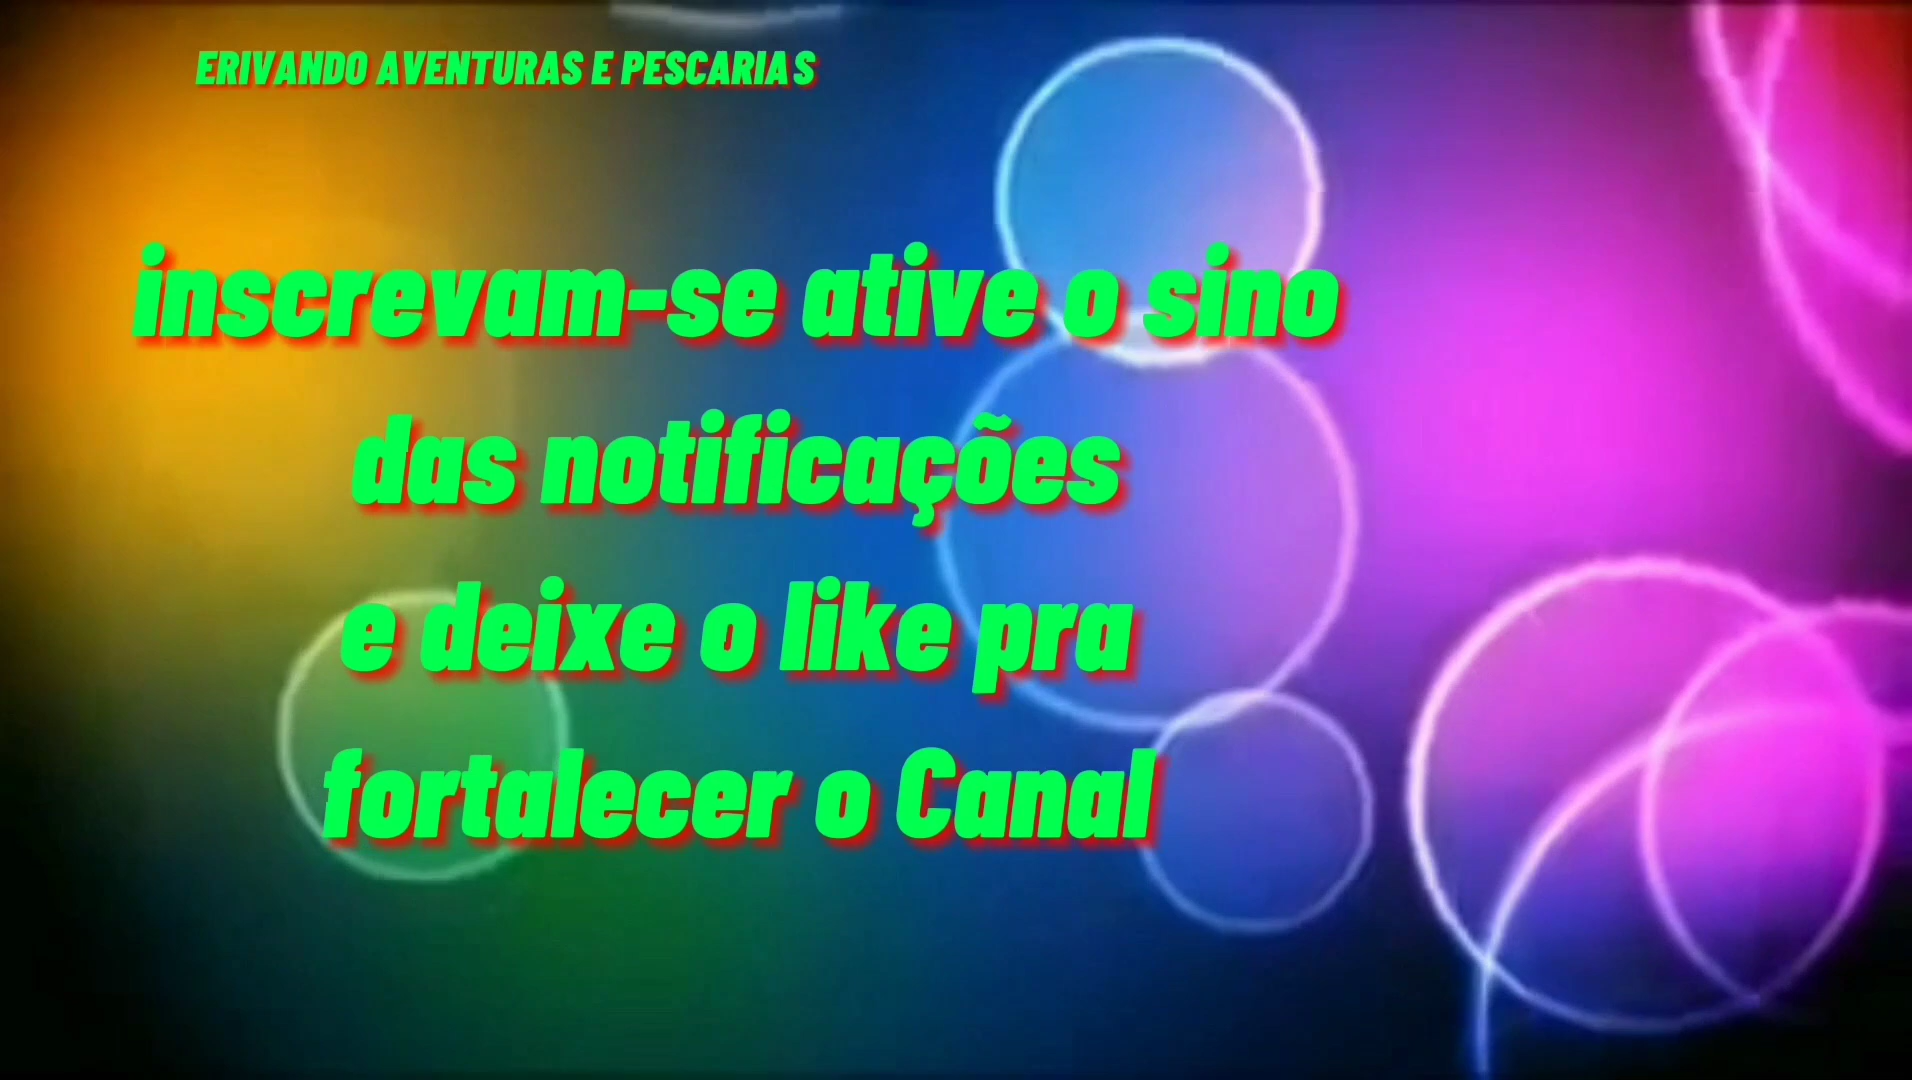 ERIVANDO AVENTURAS E PESCARIAS
inscrevam-se ative o sino
das notificações
e deixe o like pra
fortalecer o Canal